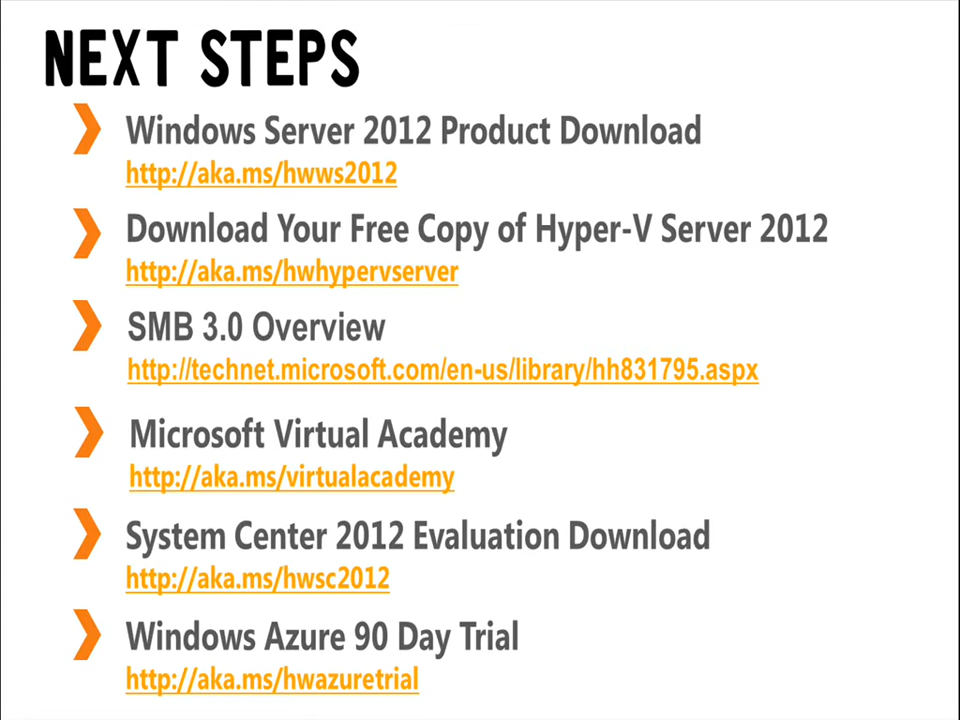 NEXT STEPS
Windows Server 2012 Product Download
http://aka.ms/hwws2012
Download Your Free Copy of Hyper-V Server 2012
http://aka.ms/hwhypervserver
SMB 3.0 Overview
http://technet.microsoft.com/en-us/library/hh831795.aspx
Microsoft Virtual Academy
http://aka.ms/virtualacademy
System Center 2012 Evaluation Download
http://aka.ms/hwsc2012
Windows Azure 90 Day Trial
http://aka.ms/hwazuretrial